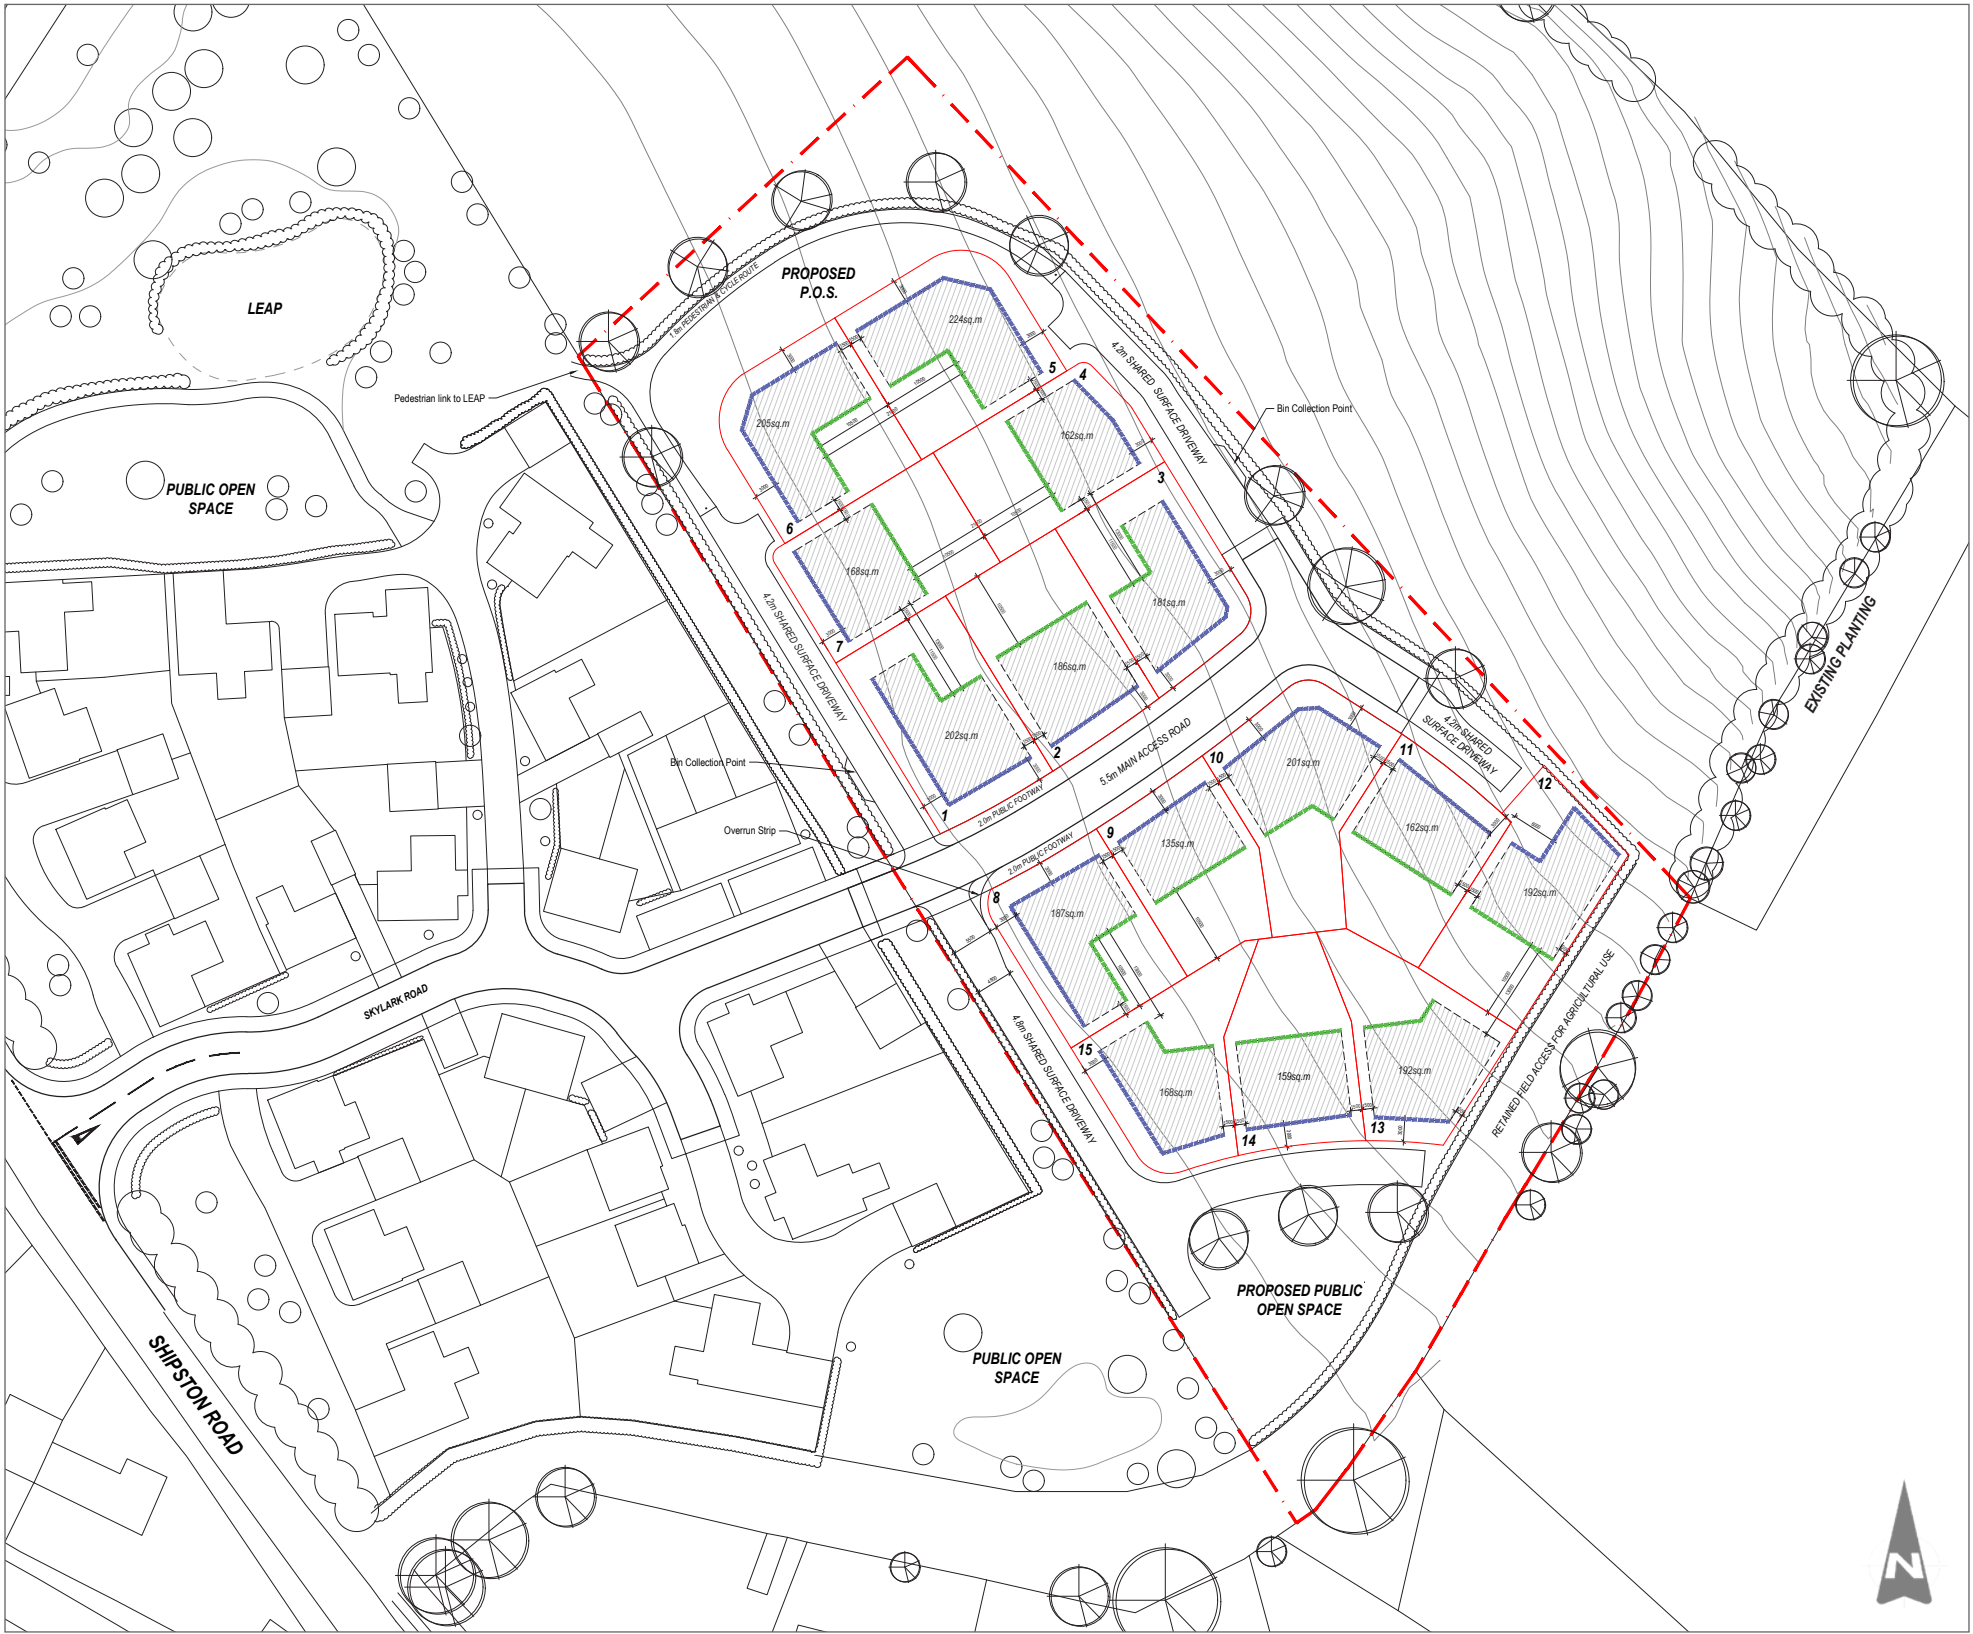 PROPOSED
P.O.S.
1.8m PEDESTRIAN & CYCLE ROUTE
LEAP
224sq.m
5
4
4.2m SHARED SURFACE DRIVEWAY
Pedestrian link to LEAP
Bin Collection Point
205sq.m
162sq.m
3
PUBLIC OPEN
SPACE
6
168sq.m
181sq.m
7
4.2m SHARED SURFACE DRIVEWAY
186sq.m
EXISTING PLANTING
202sq.m
2
1
Bin Collection Point
Overrun Strip
2.0m PUBLIC FOOTWAY
5.5m MAIN ACCESS ROAD
2.0m PUBLIC FOOTWAY
4.2m SHARED
SURFACE DRIVEWAY
10
201sq.m
11
12
9
135sq.m
162sq.m
8
187sq.m
192sq.m
SKYLARK ROAD
4.8m SHARED SURFACE DRIVEWAY
RETAINED FIELD ACCESS FOR AGRICULTURAL USE
15
168sq.m
159sq.m
192sq.m
14
13
PROPOSED PUBLIC
OPEN SPACE
PUBLIC OPEN
SPACE
SHIPSTON ROAD
N